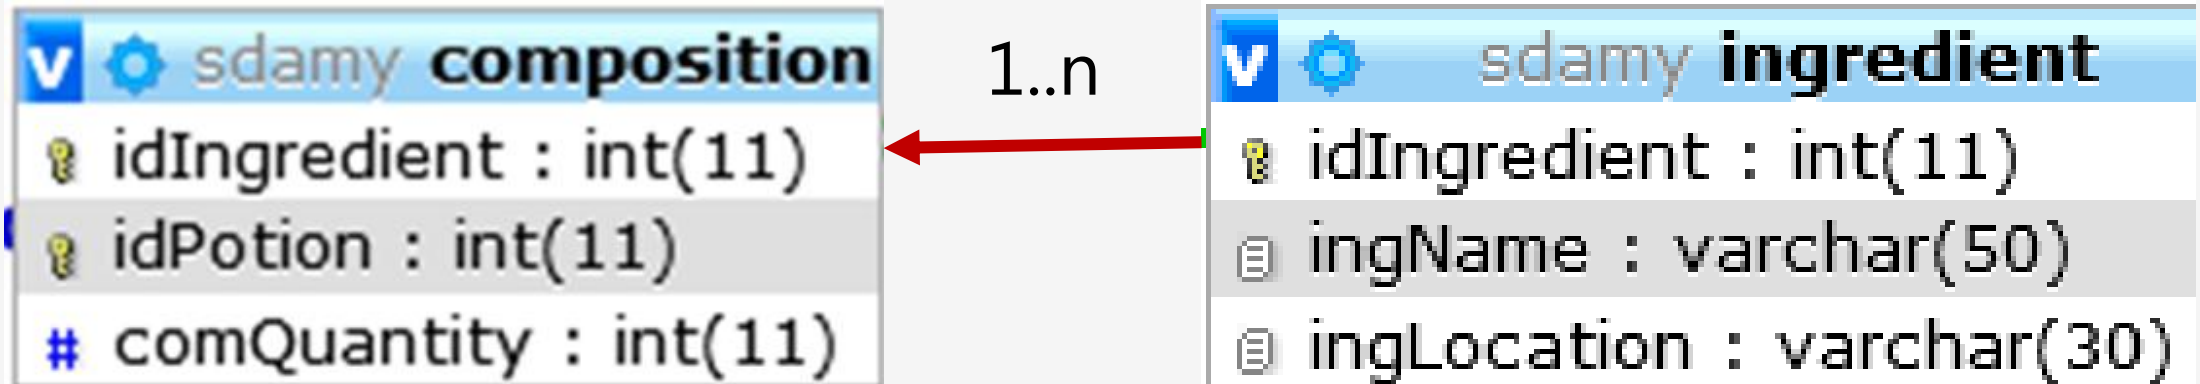 sdamy composition
idIngredient : int(11)
idPotion : int(11)
comQuantity : int(11)
1..n
sdamy ingredient
idIngredient : int(11)
ingName : varchar(50)
ingLocation : varchar(30)